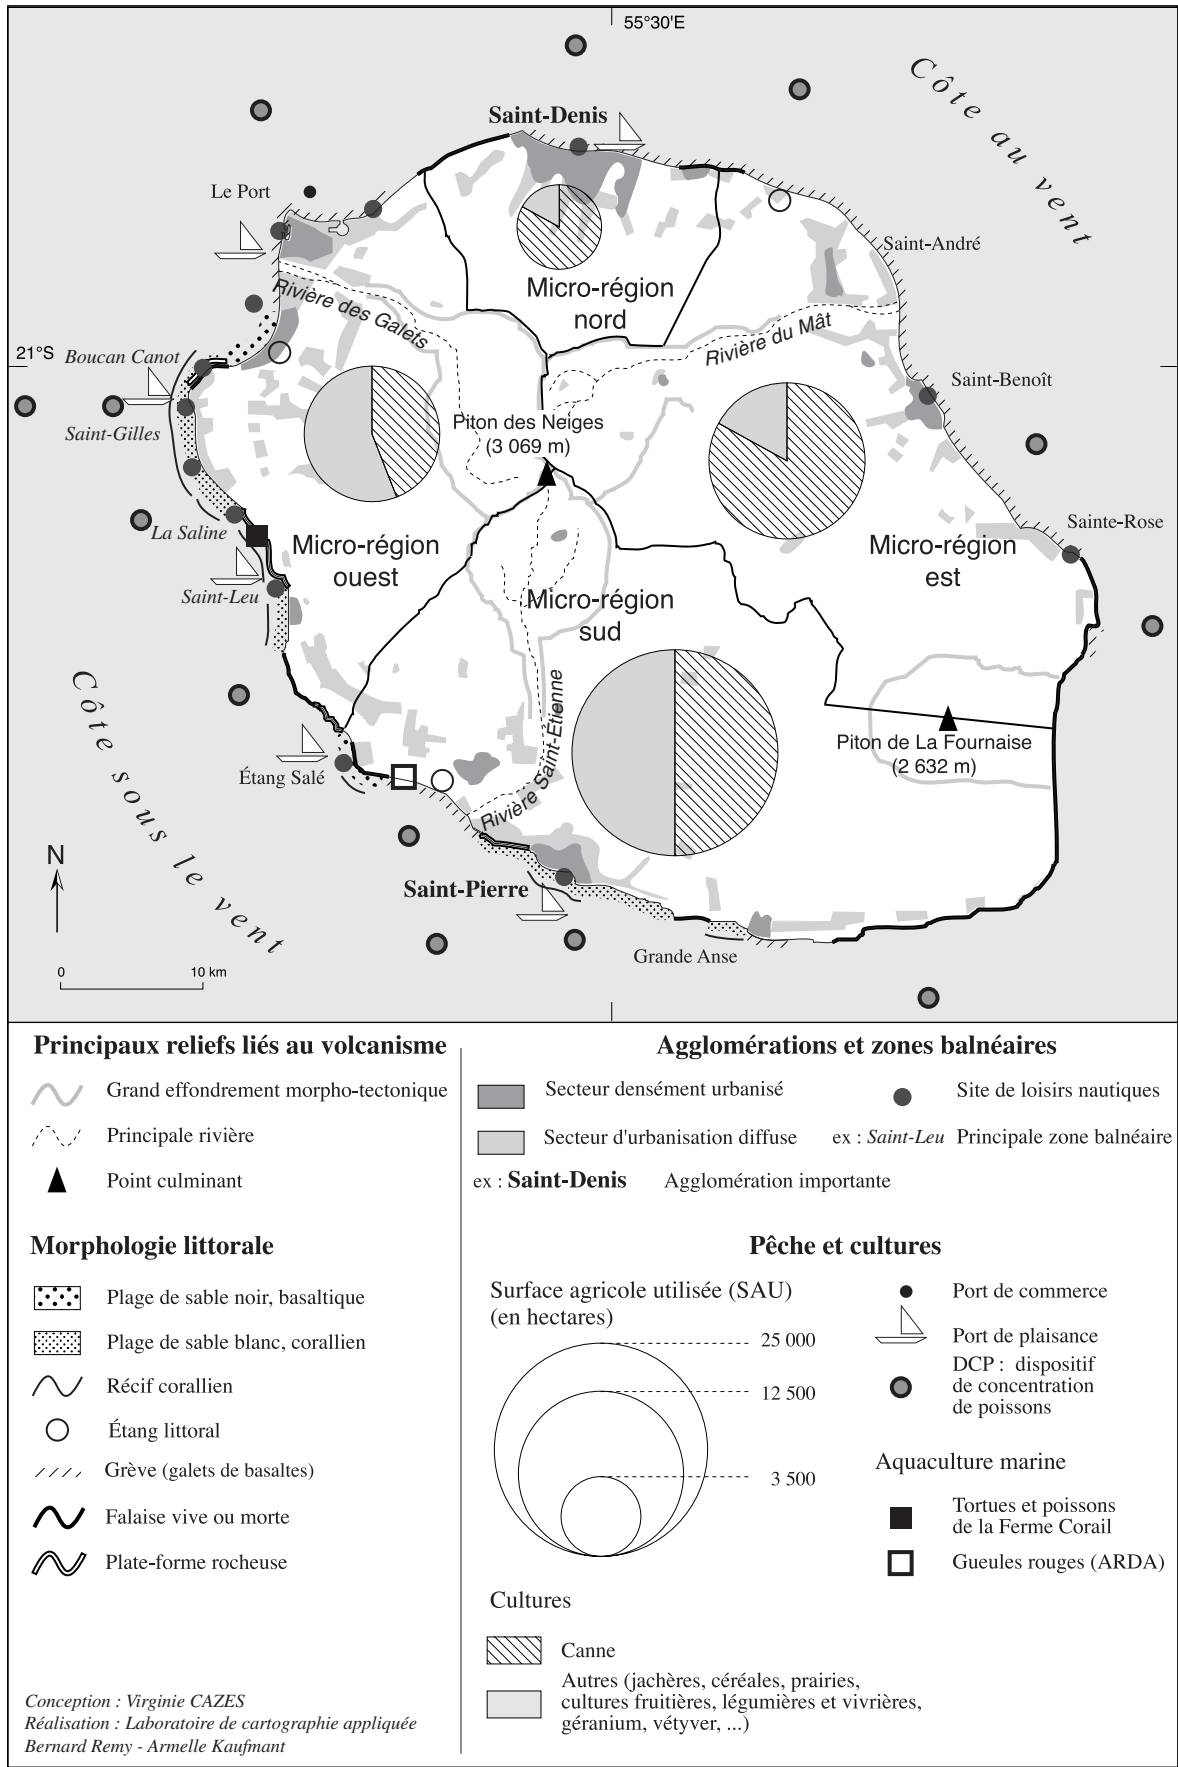 55°30'E
Côte au vent
Saint-Denis
Le Port
Saint-André
Micro-région
nord
Rivière des Galets
Rivière du Mât
21°S
Boucan Canot
Saint-Benoît
Saint-Gilles
Piton des Neiges
(3 069 m)
La Saline
Sainte-Rose
Micro-région
ouest
Micro-région
est
Saint-Leu
Micro-région
sud
Côte sous le vent
Rivière Saint-Etienne
Piton de La Fournaise
(2 632 m)
Étang Salé
N
Saint-Pierre
Grande Anse
0 10 km
Principaux reliefs liés au volcanisme
Grand effondrement morpho-tectonique
Principale rivière
Point culminant
Morphologie littorale
Plage de sable noir, basaltique
Plage de sable blanc, corallien
Récif corallien
Étang littoral
Grève (galets de basaltes)
Falaise vive ou morte
Plate-forme rocheuse
Conception : Virginie CAZES
Réalisation : Laboratoire de cartographie appliquée
Bernard Remy - Armelle Kaufmant
Agglomérations et zones balnéaires
Secteur densément urbanisé
Site de loisirs nautiques
Secteur d'urbanisation diffuse
ex : Saint-Leu Principale zone balnéaire
ex : Saint-Denis Agglomération importante
Pêche et cultures
Surface agricole utilisée (SAU)
(en hectares)
25 000
12 500
3 500
Cultures
Canne
Autres (jachères, céréales, prairies,
cultures fruitières, légumières et vivrières,
géranium, vétyver, ...)
Port de commerce
Port de plaisance
DCP : dispositif
de concentration
de poissons
Aquaculture marine
Tortues et poissons
de la Ferme Corail
Gueules rouges (ARDA)